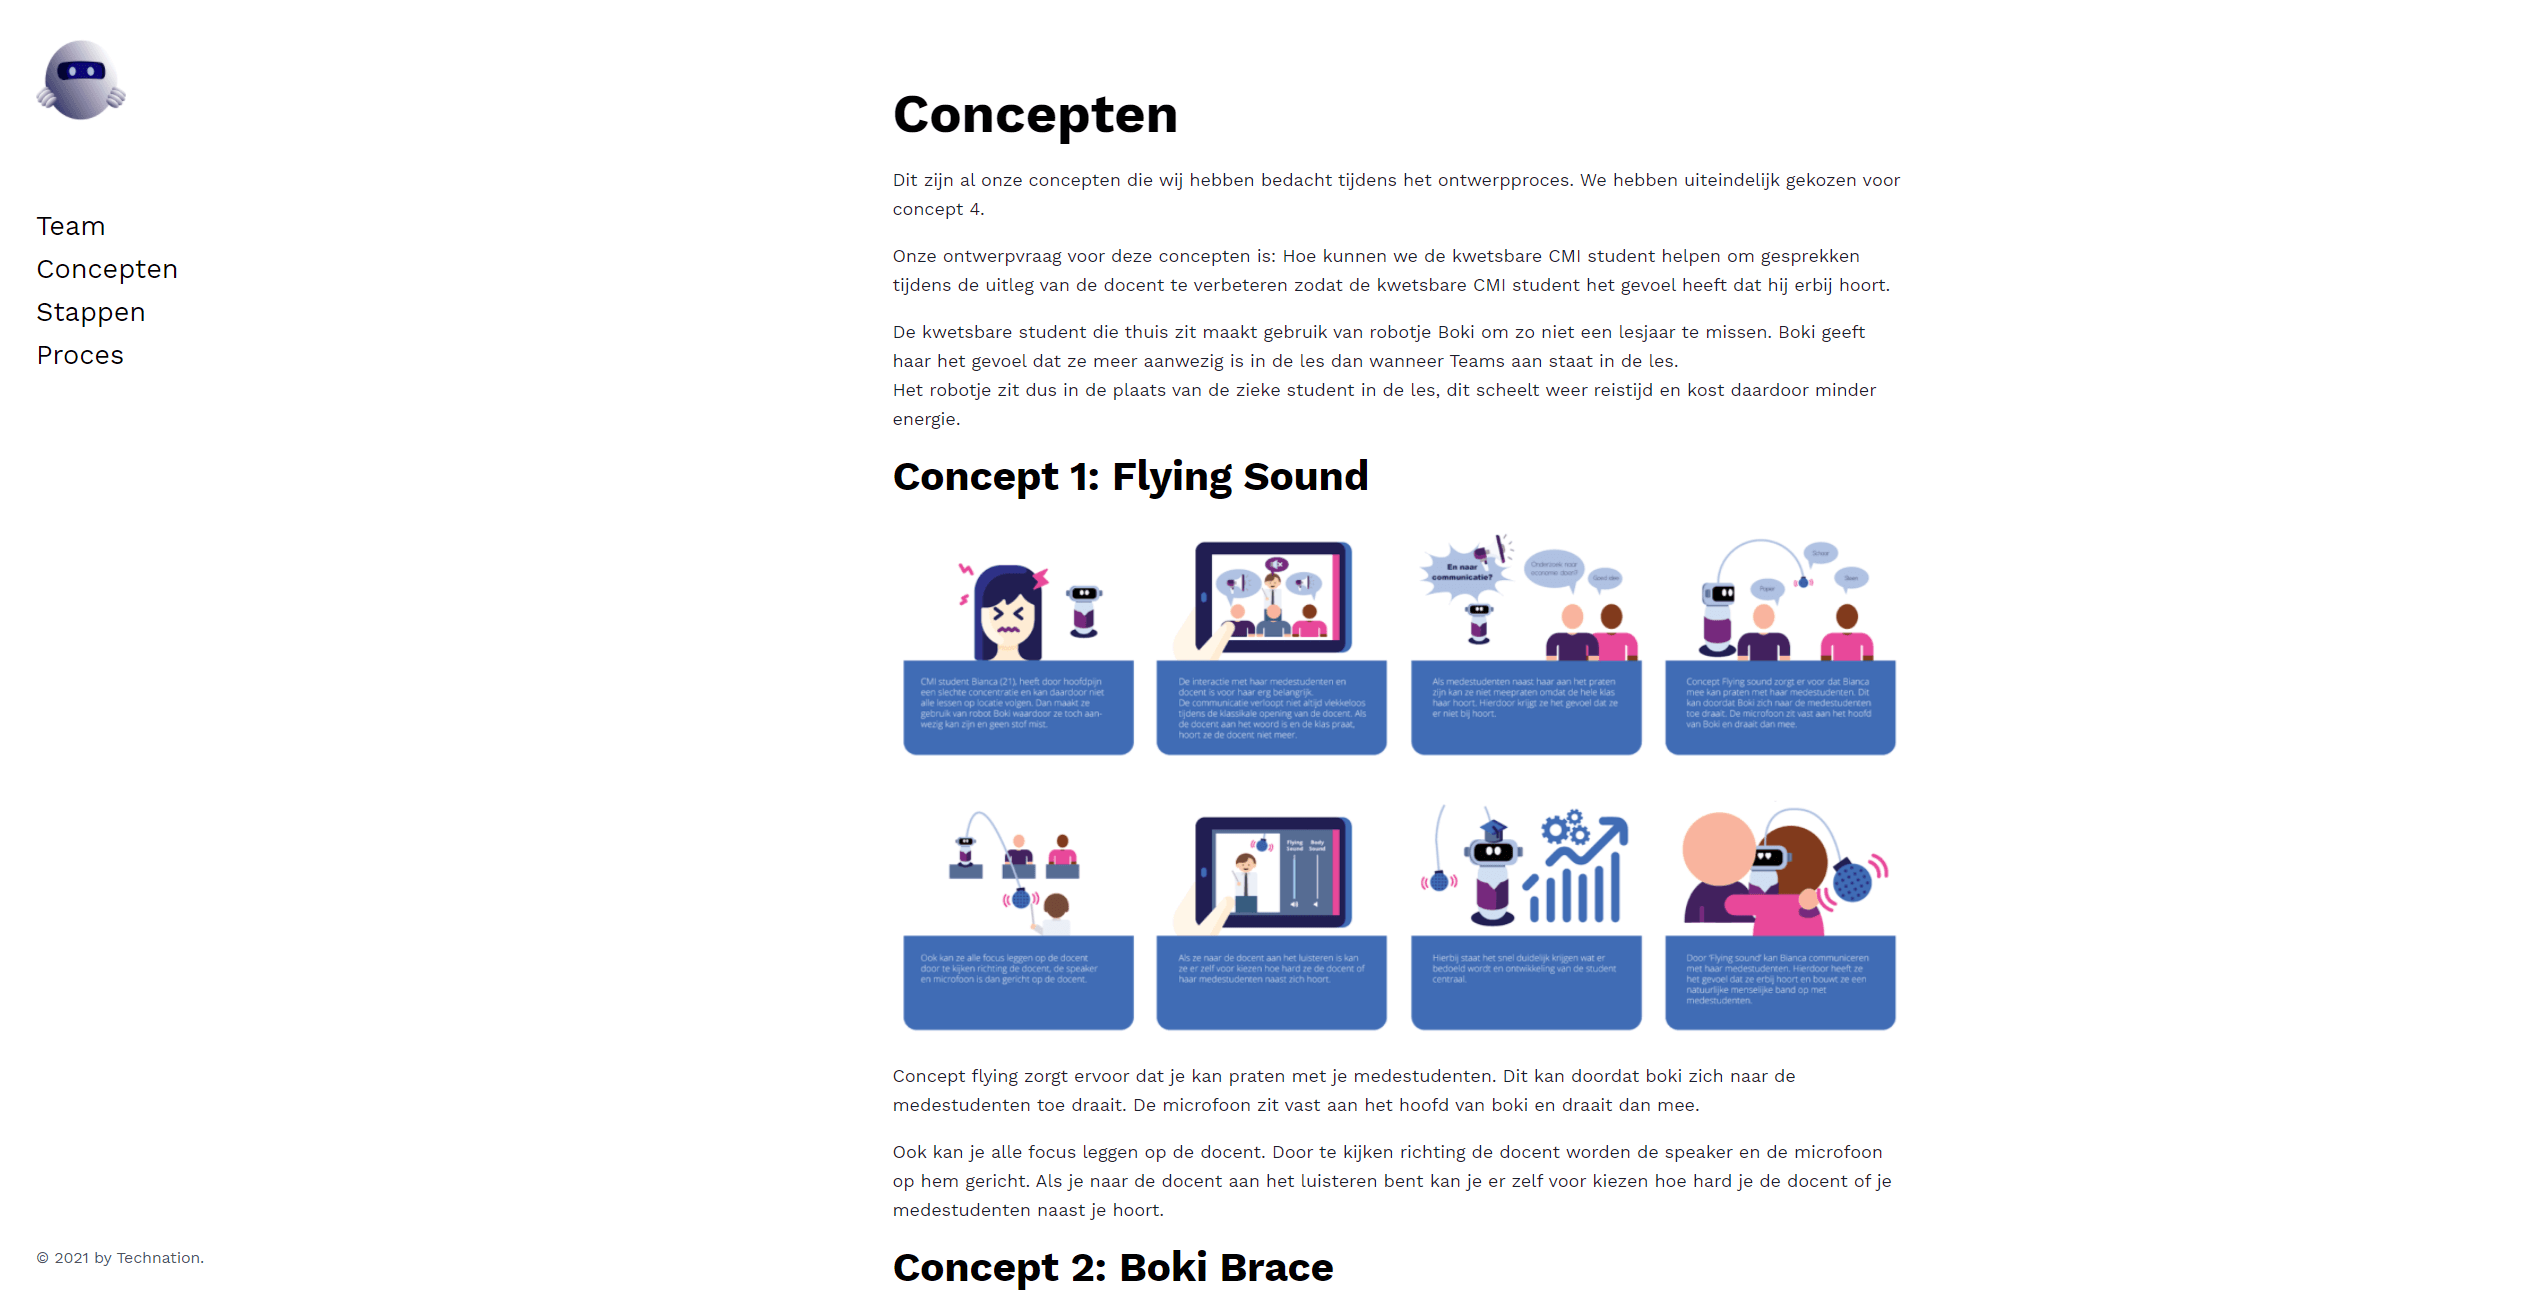 Team
Concepten
Stappen
Proces
© 2021 by Technation.
Concepten
Dit zijn al onze concepten die wij hebben bedacht tijdens het ontwerpproces. We hebben uiteindelijk gekozen voor
concept 4.
Onze ontwerpvraag voor deze concepten is: Hoe kunnen we de kwetsbare CMI student helpen om gesprekken
tijdens de uitleg van de docent te verbeteren zodat de kwetsbare CMI student het gevoel heeft dat hij erbij hoort.
De kwetsbare student die thuis zit maakt gebruik van robotje Boki om zo niet een lesjaar te missen. Boki geeft
haar het gevoel dat ze meer aanwezig is in de les dan wanneer Teams aan staat in de les.
Het robotje zit dus in de plaats van de zieke student in de les, dit scheelt weer reistijd en kost daardoor minder
energie.
Concept 1: Flying Sound
En naar
communicatie?
Onderzoek naar
economie doen?
Goed idee
Schaar
Papier
Steen
CMI student Bianca (21), heeft door hoofdpijn
een slechte concentratie en kan daardoor niet
alle lessen op locatie volgen. Dan maakt ze
gebruik van robot Boki waardoor ze toch aan-
wezig kan zijn en geen stof mist.
De interactie met haar medestudenten en
docent is voor haar erg belangrijk.
De communicatie verloopt niet altijd vlekkeloos
tijdens de klassikale opening van de docent. Als
de docent aan het woord is en de klas praat,
hoort ze de docent niet meer.
Als medestudenten naast haar aan het praten
zijn kan ze niet meepraten omdat de hele klas
haar hoort. Hierdoor krijgt ze het gevoel dat ze
er niet bij hoort.
Concept Flying sound zorgt er voor dat Bianca
mee kan praten met haar medestudenten. Dit
kan doordat Boki zich naar de medestudenten
toe draait. De microfoon zit vast aan het hoofd
van Boki en draait dan mee.
Flying
Sound
Body
Sound
Ook kan ze alle focus leggen op de docent
door te kijken richting de docent, de speaker
en microfoon is dan gericht op de docent.
Als ze naar de docent aan het luisteren is kan
ze er zelf voor kiezen hoe hard ze de docent of
haar medestudenten naast zich hoort.
Hierbij staat het snel duidelijk krijgen wat er
bedoeld wordt en ontwikkeling van de student
centraal.
Door 'Flying sound' kan Bianca communiceren
met haar medestudenten. Hierdoor heeft ze
het gevoel dat ze erbij hoort en bouwt ze een
natuurlijke menselijke band op met
medestudenten.
Concept flying zorgt ervoor dat je kan praten met je medestudenten. Dit kan doordat boki zich naar de
medestudenten toe draait. De microfoon zit vast aan het hoofd van boki en draait dan mee.
Ook kan je alle focus leggen op de docent. Door te kijken richting de docent worden de speaker en de microfoon
op hem gericht. Als je naar de docent aan het luisteren bent kan je er zelf voor kiezen hoe hard je de docent of je
medestudenten naast je hoort.
Concept 2: Boki Brace